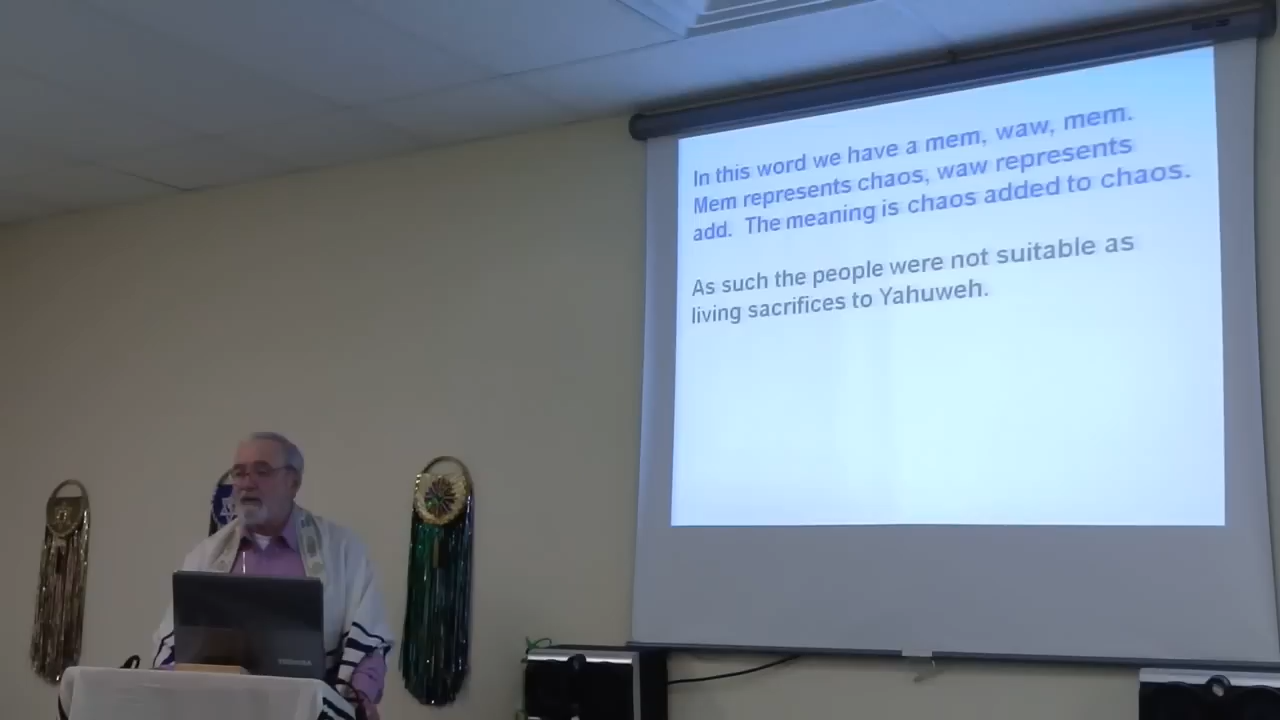 In this word we have a mem, waw, mem.
Mem represents chaos, waw represents
add. The meaning is chaos added to chaos.
As such the people were not suitable as
living sacrifices to Yahuweh.
TOSHIBA